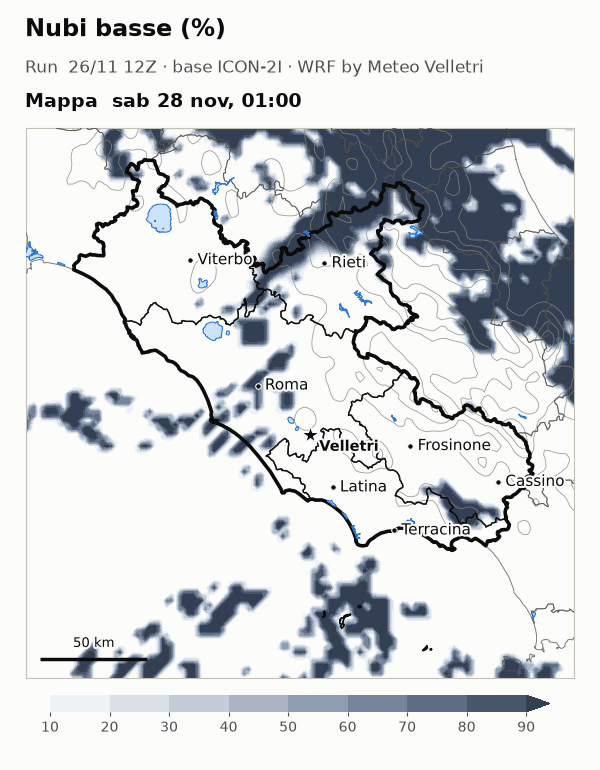 Nubi basse (%)
Run  26/11 12Z · base ICON-2I · WRF by Meteo Velletri
Mappa  sab 28 nov, 01:00
Viterbo
Rieti
Roma
Velletri
Frosinone
Latina
Cassino
Terracina
50 km
10 20 30 40 50 60 70 80 90